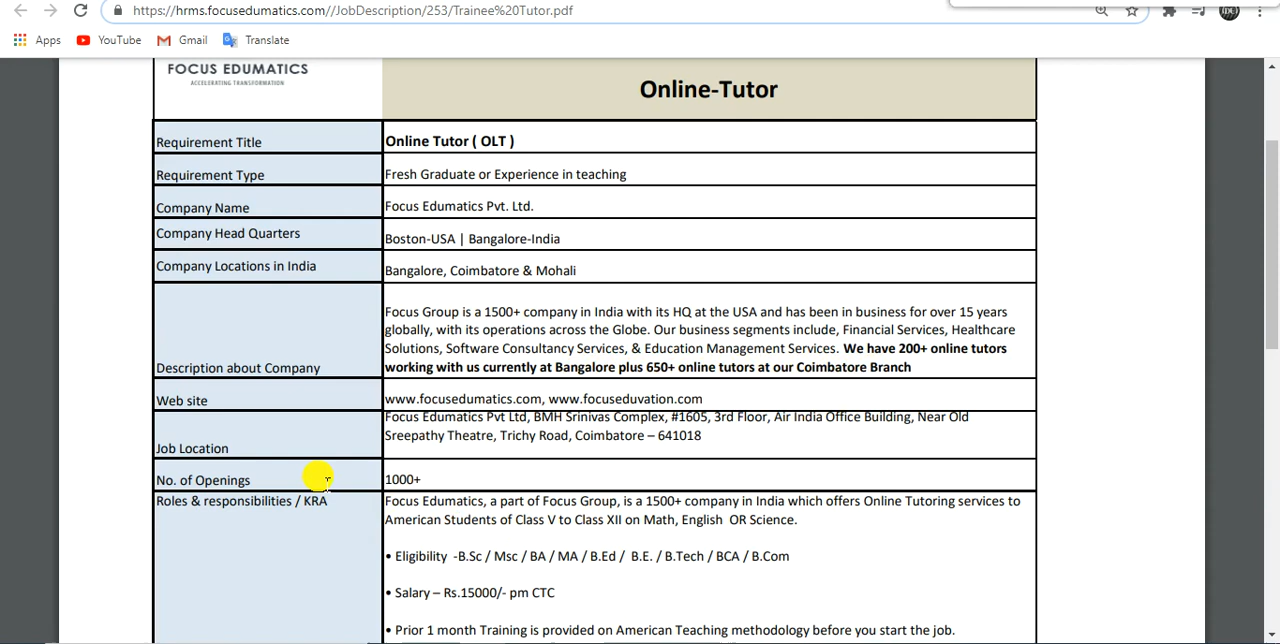 https://hrms.focusedumatics.com//JobDescription/253/Trainee%20Tutor.pdf
Apps YouTube Gmail Translate
FOCUS EDUMATICS
ACCELERATING TRANSFORMATION
Online-Tutor
Requirement Title Online Tutor ( OLT )
Requirement Type Fresh Graduate or Experience in teaching
Company Name Focus Edumatics Pvt. Ltd.
Company Head Quarters Boston-USA | Bangalore-India
Company Locations in India Bangalore, Coimbatore & Mohali
Focus Group is a 1500+ company in India with its HQ at the USA and has been in business for over 15 years
globally, with its operations across the Globe. Our business segments include, Financial Services, Healthcare
Solutions, Software Consultancy Services, & Education Management Services. We have 200+ online tutors
Description about Company working with us currently at Bangalore plus 650+ online tutors at our Coimbatore Branch
Web site www.focusedumatics.com, www.focuseduvation.com
Focus Edumatics Pvt Ltd, BMH Srinivas Complex, #1605, 3rd Floor, Air India Office Building, Near Old
Sreepathy Theatre, Trichy Road, Coimbatore – 641018
Job Location
No. of Openings 1000+
Roles & responsibilities / KRA Focus Edumatics, a part of Focus Group, is a 1500+ company in India which offers Online Tutoring services to
American Students of Class V to Class XII on Math, English OR Science.
• Eligibility -B.Sc / Msc / BA / MA / B.Ed / B.E. / B.Tech / BCA / B.Com
• Salary – Rs.15000/- pm CTC
• Prior 1 month Training is provided on American Teaching methodology before you start the job.